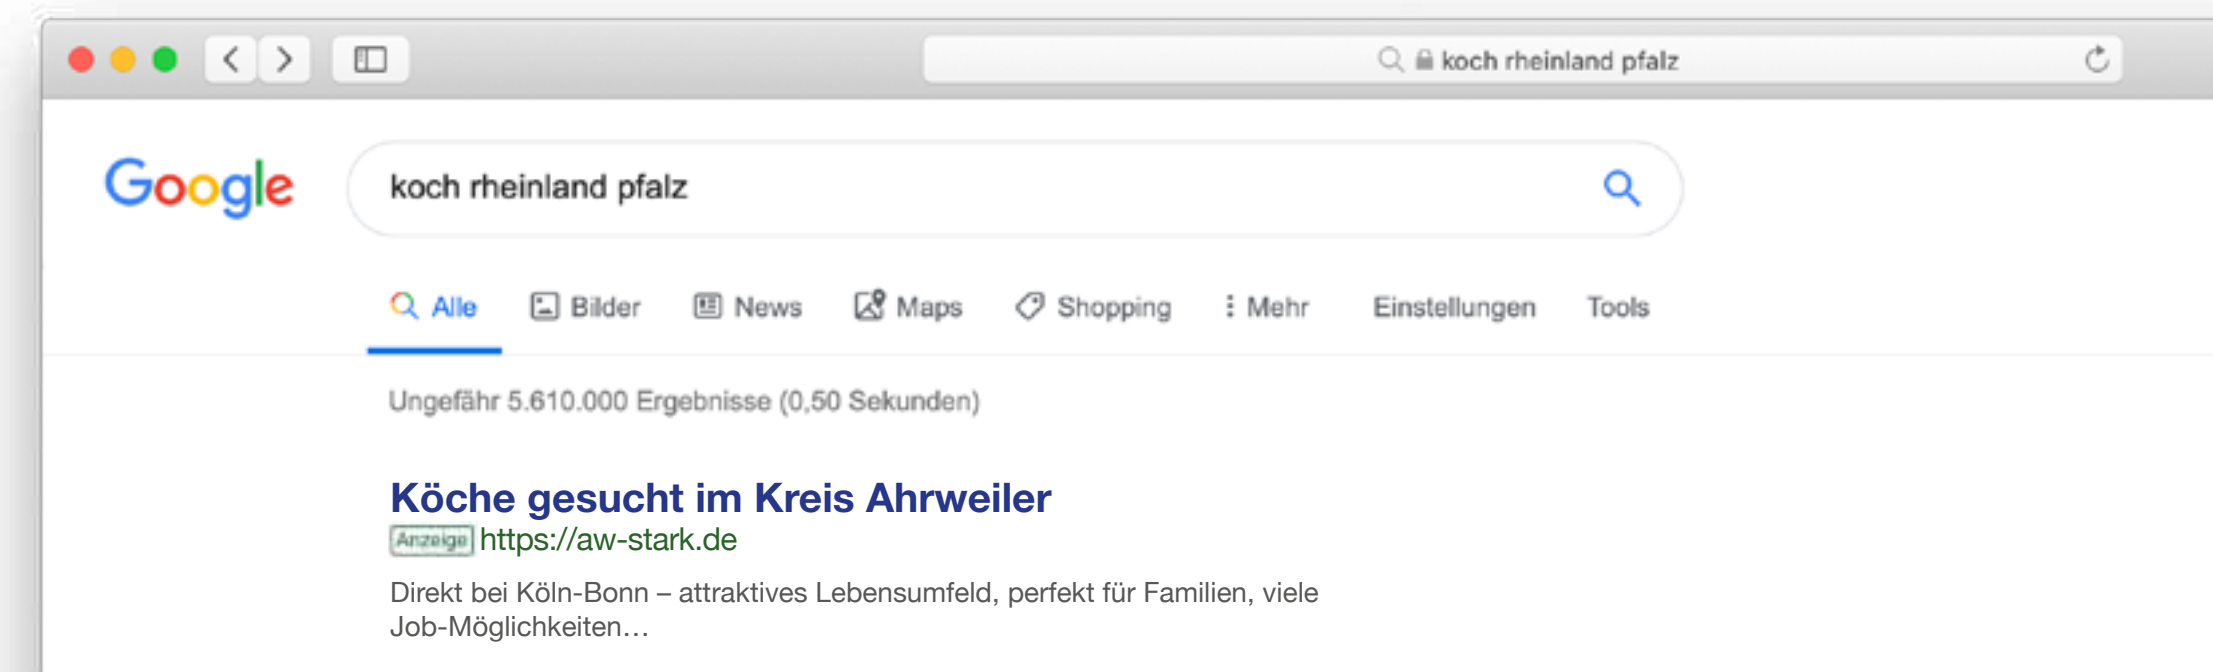 koch rheinland pfalz
Google koch rheinland pfalz
Alle Bilder News Maps Shopping Mehr Einstellungen Tools
Ungefähr 5.610.000 Ergebnisse (0,50 Sekunden)
Köche gesucht im Kreis Ahrweiler
Anzeige https://aw-stark.de
Direkt bei Köln-Bonn – attraktives Lebensumfeld, perfekt für Familien, viele
Job-Möglichkeiten…